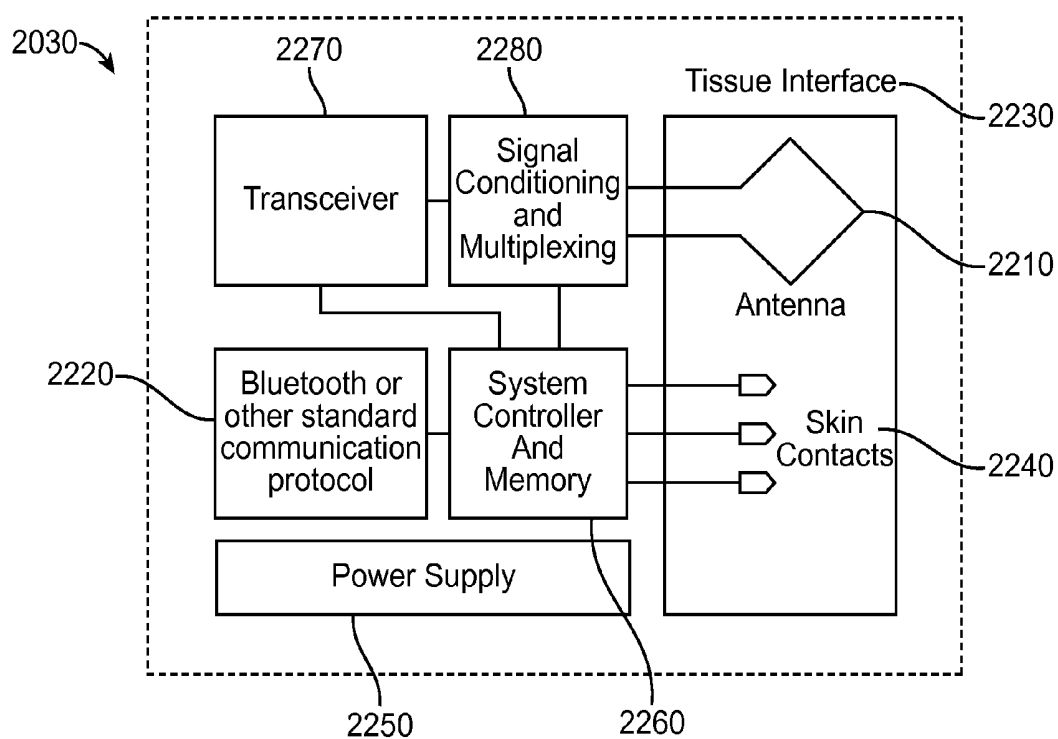 2030
2270
2280
Tissue Interface
2230
Transceiver
Signal
Conditioning
and
Multiplexing
2210
Antenna
2220
Bluetooth or
other standard
communication
protocol
System
Controller
And
Memory
Skin
Contacts
2240
Power Supply
2250
2260